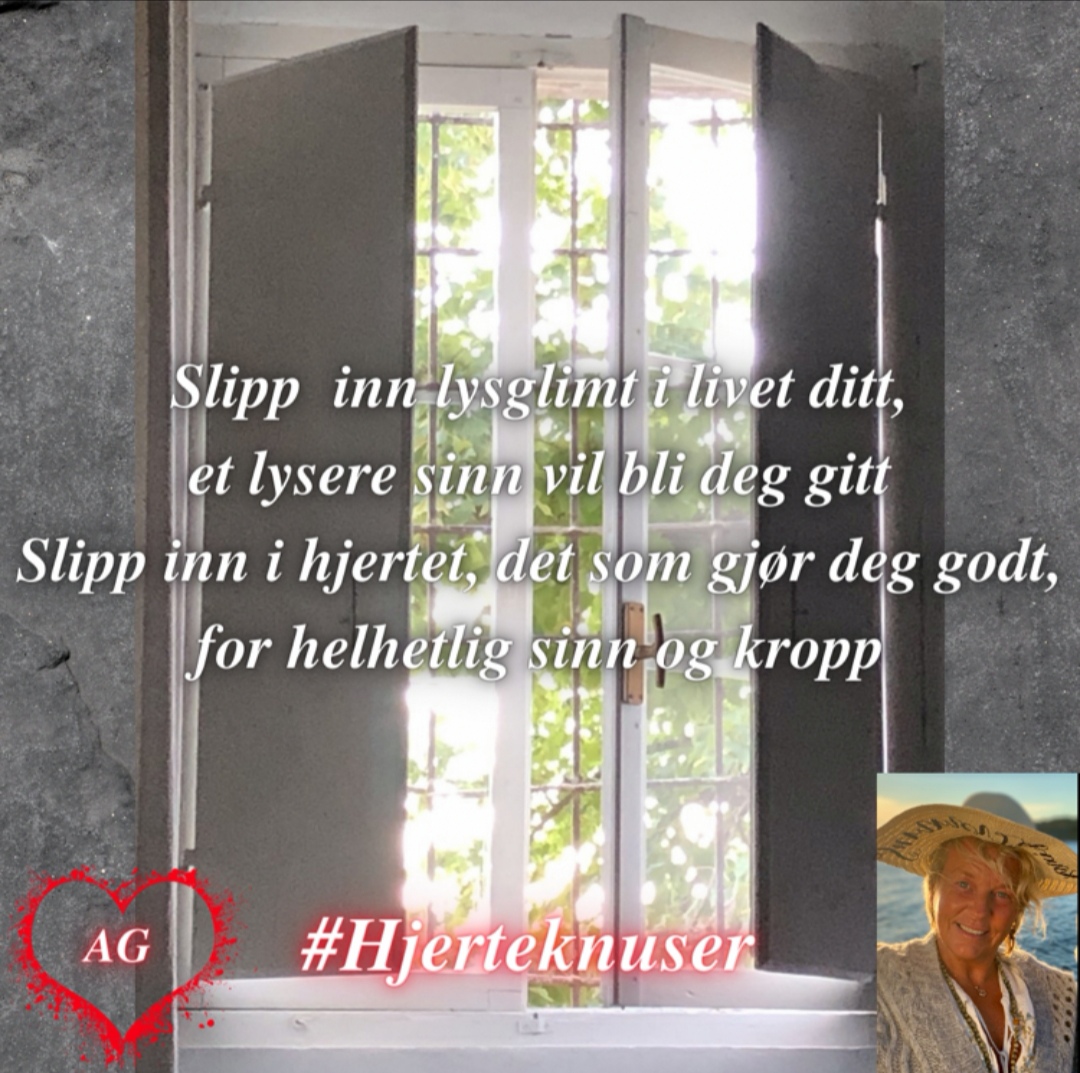 Slipp inn lysglimt i livet ditt,
et lysere sinn vil bli deg gitt
Slipp inn i hjertet, det som gjør deg godt,
for helhetlig sinn og kropp
AG
#Hjerteknuser